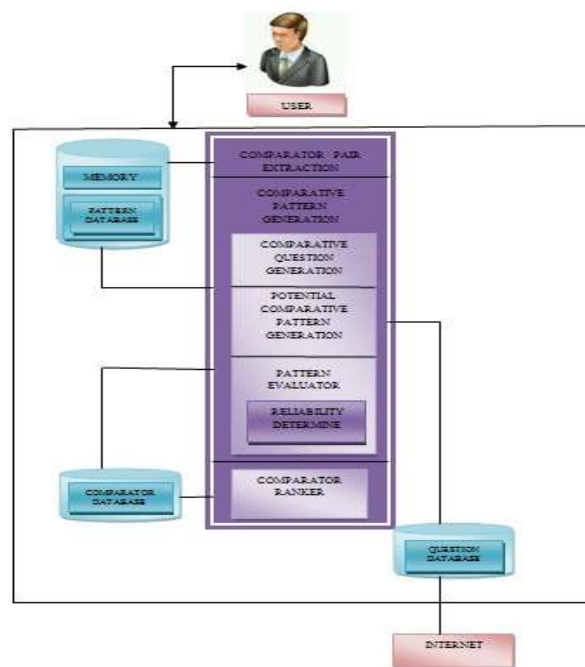 USER
MEMORY
PATTERN
DATABASE
COMPARATOR PAIR
EXTRACTION
COMPARATIVE
PATTERN
GENERATION
COMPARATIVE
QUESTION
GENERATION
POTENTIAL
COMPARATIVE
PATTERN
GENERATION
PATTERN
EVALUATOR
RELIABILITY
DETERMINE
COMPARATOR
RANKER
COMPARATOR
DATABASE
QUESTION
DATABASE
INTERNET